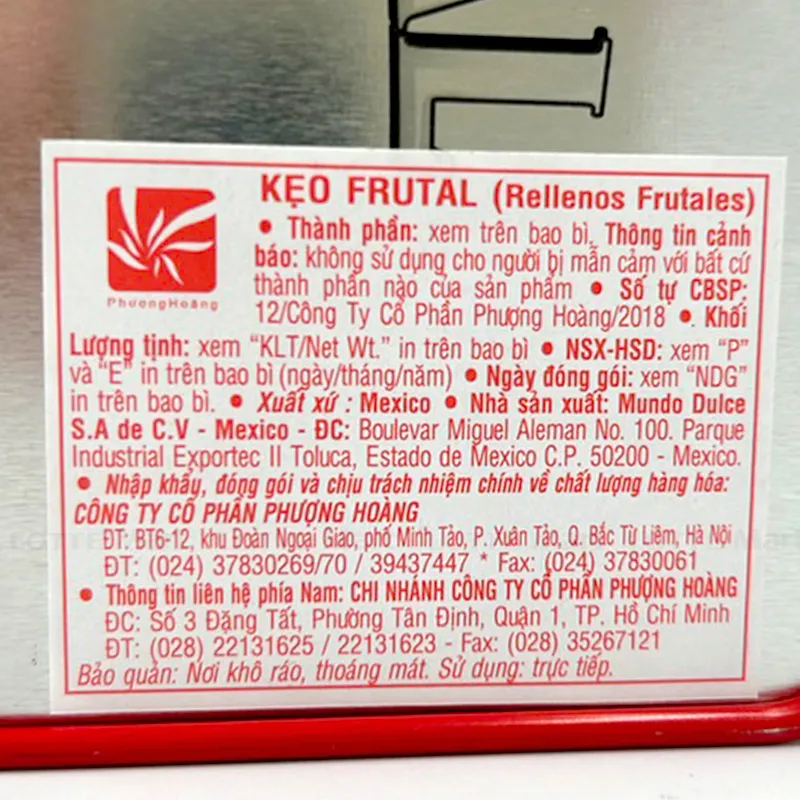 KẸO FRUTAL (Rellenos Frutales)
• Thành phần: xem trên bao bì. Thông tin cảnh
báo: không sử dụng cho người bị mẫn cảm với bất cứ
thành phần nào của sản phẩm • Số tự CBSP:
12/Công Ty Cổ Phần Phượng Hoàng/2018 • Khối
PhượngHoàng
Lượng tịnh: xem "KLT/Net Wt." in trên bao bì • NSX-HSD: xem "P"
và "E" in trên bao bì (ngày/tháng/năm) • Ngày đóng gói: xem "NDG"
in trên bao bì. • Xuất xứ : Mexico • Nhà sản xuất: Mundo Dulce
S.A de C.V - Mexico - ĐC: Boulevar Miguel Aleman No. 100. Parque
Industrial Exportec II Toluca, Estado de Mexico C.P. 50200 - Mexico.
• Nhập khẩu, đóng gói và chịu trách nhiệm chính về chất lượng hàng hóa:
CÔNG TY CỔ PHẦN PHƯỢNG HOÀNG
ĐT: BT6-12, khu Đoàn Ngoại Giao, phố Minh Tảo, P. Xuân Tảo, Q. Bắc Từ Liêm, Hà Nội
ĐT: (024) 37830269/70 / 39437447 * Fax: (024) 37830061
• Thông tin liên hệ phía Nam: CHI NHÁNH CÔNG TY CỔ PHẦN PHƯỢNG HOÀNG
ĐC: Số 3 Đặng Tất, Phường Tân Định, Quận 1, TP. Hồ Chí Minh
ĐT: (028) 22131625 / 22131623 - Fax: (028) 35267121
Bảo quản: Nơi khô ráo, thoáng mát. Sử dụng: trực tiếp.